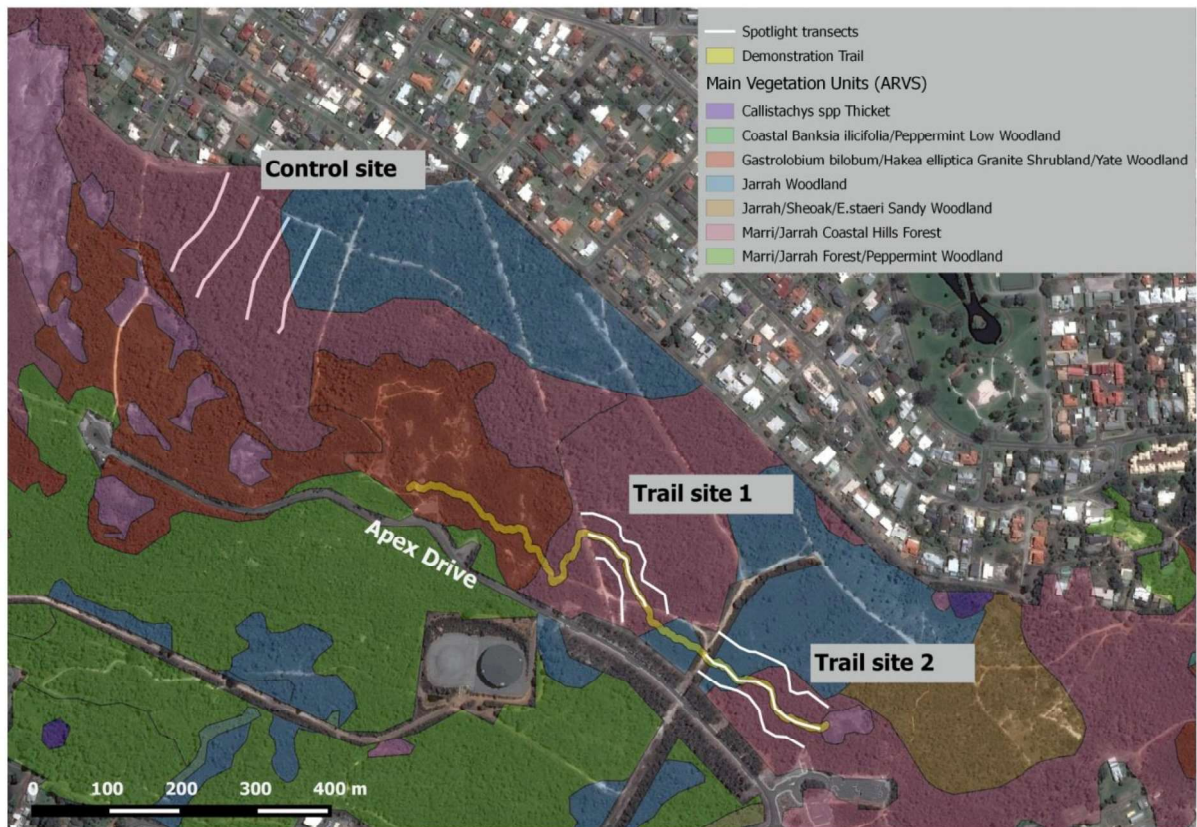 Spotlight transects
Demonstration Trail
Main Vegetation Units (ARVS)
Callistachys spp Thicket
Coastal Banksia ilicifolia/Peppermint Low Woodland
Gastrolobium bilobum/Hakea elliptica Granite Shrubland/Yate Woodland
Jarrah Woodland
Jarrah/Sheoak/E.staeri Sandy Woodland
Marri/Jarrah Coastal Hills Forest
Marri/Jarrah Forest/Peppermint Woodland
Control site
Trail site 1
Apex Drive
Trail site 2
0 100 200 300 400 m